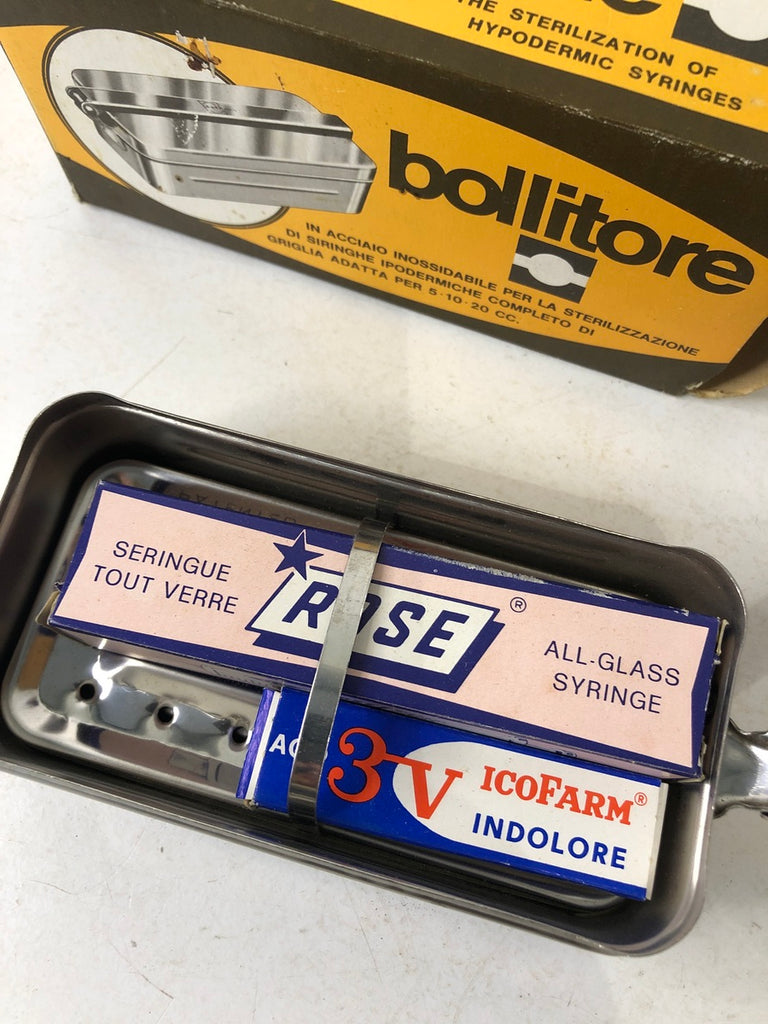 THE STERILIZATION OF
HYPODERMIC SYRINGES
bollitore
IN ACCIAIO INOSSIDABILE PER LA STERILIZZAZIONE
DI SIRINGHE IPODERMICHE COMPLETO DI
GRIGLIA ADATTA PER 5-10-20 CC.
PATENTED
SERINGUE
TOUT VERRE
ROSE®
ALL-GLASS
SYRINGE
3V
ICOFARM®
INDOLORE